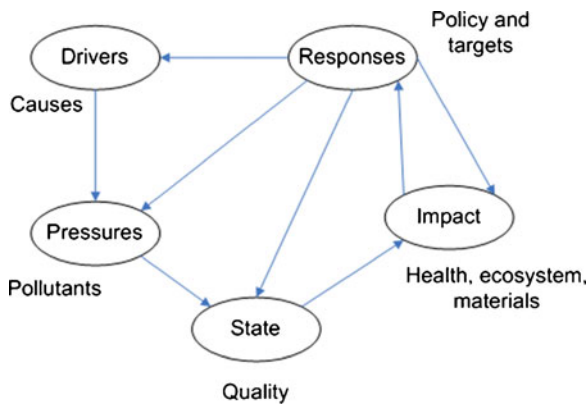 Policy and
targets
Drivers
Responses
Causes
Impact
Pressures
Pollutants
Health, ecosystem,
materials
State
Quality